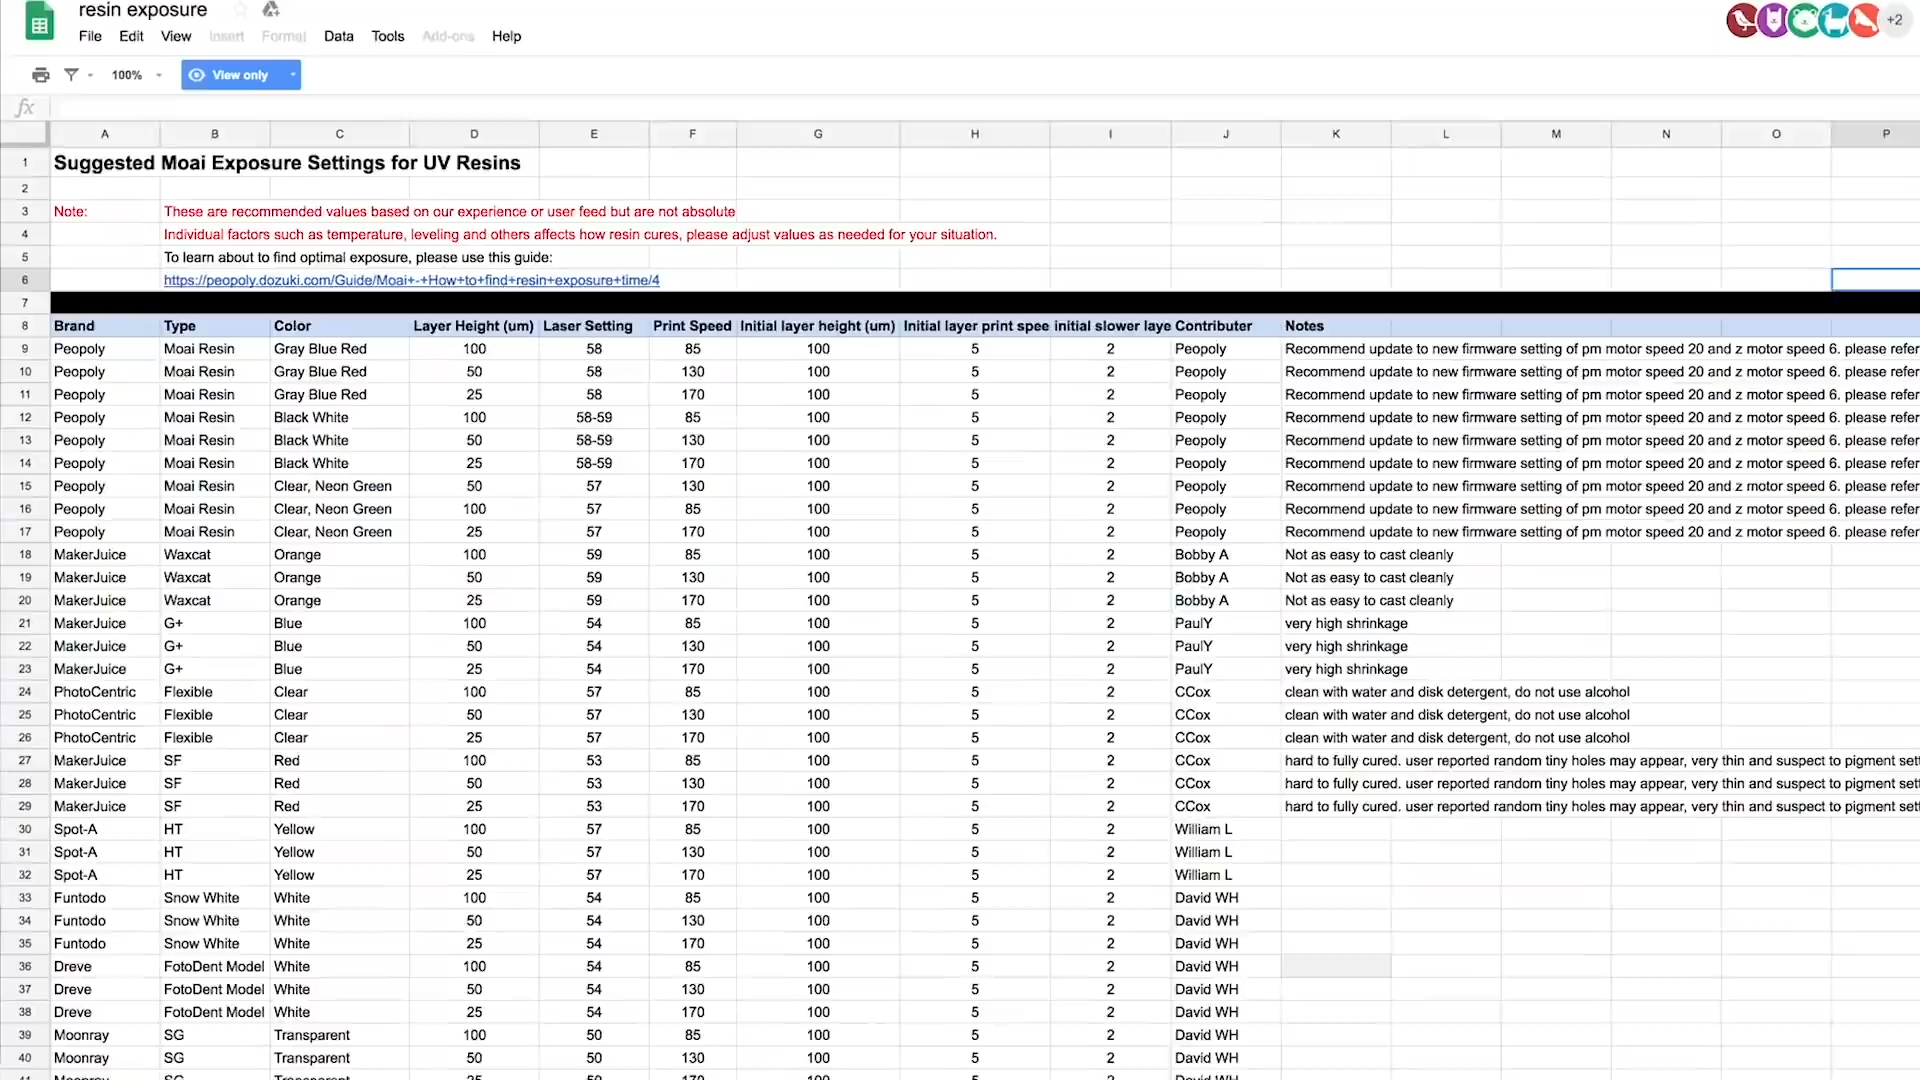 resin exposure
File Edit View Insert Format Data Tools Add-ons Help
+2
100% View only
fx
A B C D E F G H I J K L M N O P
1 Suggested Moai Exposure Settings for UV Resins
2
3 Note: These are recommended values based on our experience or user feed but are not absolute
4 Individual factors such as temperature, leveling and others affects how resin cures, please adjust values as needed for your situation.
5 To learn about to find optimal exposure, please use this guide:
6 https://peopoly.dozuki.com/Guide/Moai+-+How+to+find+resin+exposure+time/4
7
8 Brand Type Color Layer Height (um) Laser Setting Print Speed Initial layer height (um) Initial layer print spee initial slower laye Contributer Notes
9 Peopoly Moai Resin Gray Blue Red 100 58 85 100 5 2 Peopoly Recommend update to new firmware setting of pm motor speed 20 and z motor speed 6. please refer
10 Peopoly Moai Resin Gray Blue Red 50 58 130 100 5 2 Peopoly Recommend update to new firmware setting of pm motor speed 20 and z motor speed 6. please refer
11 Peopoly Moai Resin Gray Blue Red 25 58 170 100 5 2 Peopoly Recommend update to new firmware setting of pm motor speed 20 and z motor speed 6. please refer
12 Peopoly Moai Resin Black White 100 58-59 85 100 5 2 Peopoly Recommend update to new firmware setting of pm motor speed 20 and z motor speed 6. please refer
13 Peopoly Moai Resin Black White 50 58-59 130 100 5 2 Peopoly Recommend update to new firmware setting of pm motor speed 20 and z motor speed 6. please refer
14 Peopoly Moai Resin Black White 25 58-59 170 100 5 2 Peopoly Recommend update to new firmware setting of pm motor speed 20 and z motor speed 6. please refer
15 Peopoly Moai Resin Clear, Neon Green 50 57 130 100 5 2 Peopoly Recommend update to new firmware setting of pm motor speed 20 and z motor speed 6. please refer
16 Peopoly Moai Resin Clear, Neon Green 100 57 85 100 5 2 Peopoly Recommend update to new firmware setting of pm motor speed 20 and z motor speed 6. please refer
17 Peopoly Moai Resin Clear, Neon Green 25 57 170 100 5 2 Peopoly Recommend update to new firmware setting of pm motor speed 20 and z motor speed 6. please refer
18 MakerJuice Waxcat Orange 100 59 85 100 5 2 Bobby A Not as easy to cast cleanly
19 MakerJuice Waxcat Orange 50 59 130 100 5 2 Bobby A Not as easy to cast cleanly
20 MakerJuice Waxcat Orange 25 59 170 100 5 2 Bobby A Not as easy to cast cleanly
21 MakerJuice G+ Blue 100 54 85 100 5 2 PaulY very high shrinkage
22 MakerJuice G+ Blue 50 54 130 100 5 2 PaulY very high shrinkage
23 MakerJuice G+ Blue 25 54 170 100 5 2 PaulY very high shrinkage
24 PhotoCentric Flexible Clear 100 57 85 100 5 2 CCox clean with water and disk detergent, do not use alcohol
25 PhotoCentric Flexible Clear 50 57 130 100 5 2 CCox clean with water and disk detergent, do not use alcohol
26 PhotoCentric Flexible Clear 25 57 170 100 5 2 CCox clean with water and disk detergent, do not use alcohol
27 MakerJuice SF Red 100 53 85 100 5 2 CCox hard to fully cured. user reported random tiny holes may appear, very thin and suspect to pigment sett
28 MakerJuice SF Red 50 53 130 100 5 2 CCox hard to fully cured. user reported random tiny holes may appear, very thin and suspect to pigment sett
29 MakerJuice SF Red 25 53 170 100 5 2 CCox hard to fully cured. user reported random tiny holes may appear, very thin and suspect to pigment sett
30 Spot-A HT Yellow 100 57 85 100 5 2 William L
31 Spot-A HT Yellow 50 57 130 100 5 2 William L
32 Spot-A HT Yellow 25 57 170 100 5 2 William L
33 Funtodo Snow White White 100 54 85 100 5 2 David WH
34 Funtodo Snow White White 50 54 130 100 5 2 David WH
35 Funtodo Snow White White 25 54 170 100 5 2 David WH
36 Dreve FotoDent Model White 100 54 85 100 5 2 David WH
37 Dreve FotoDent Model White 50 54 130 100 5 2 David WH
38 Dreve FotoDent Model White 25 54 170 100 5 2 David WH
39 Moonray SG Transparent 100 50 85 100 5 2 David WH
40 Moonray SG Transparent 50 50 130 100 5 2 David WH
41 Moonray SG Transparent 25 50 170 100 5 2 David WH